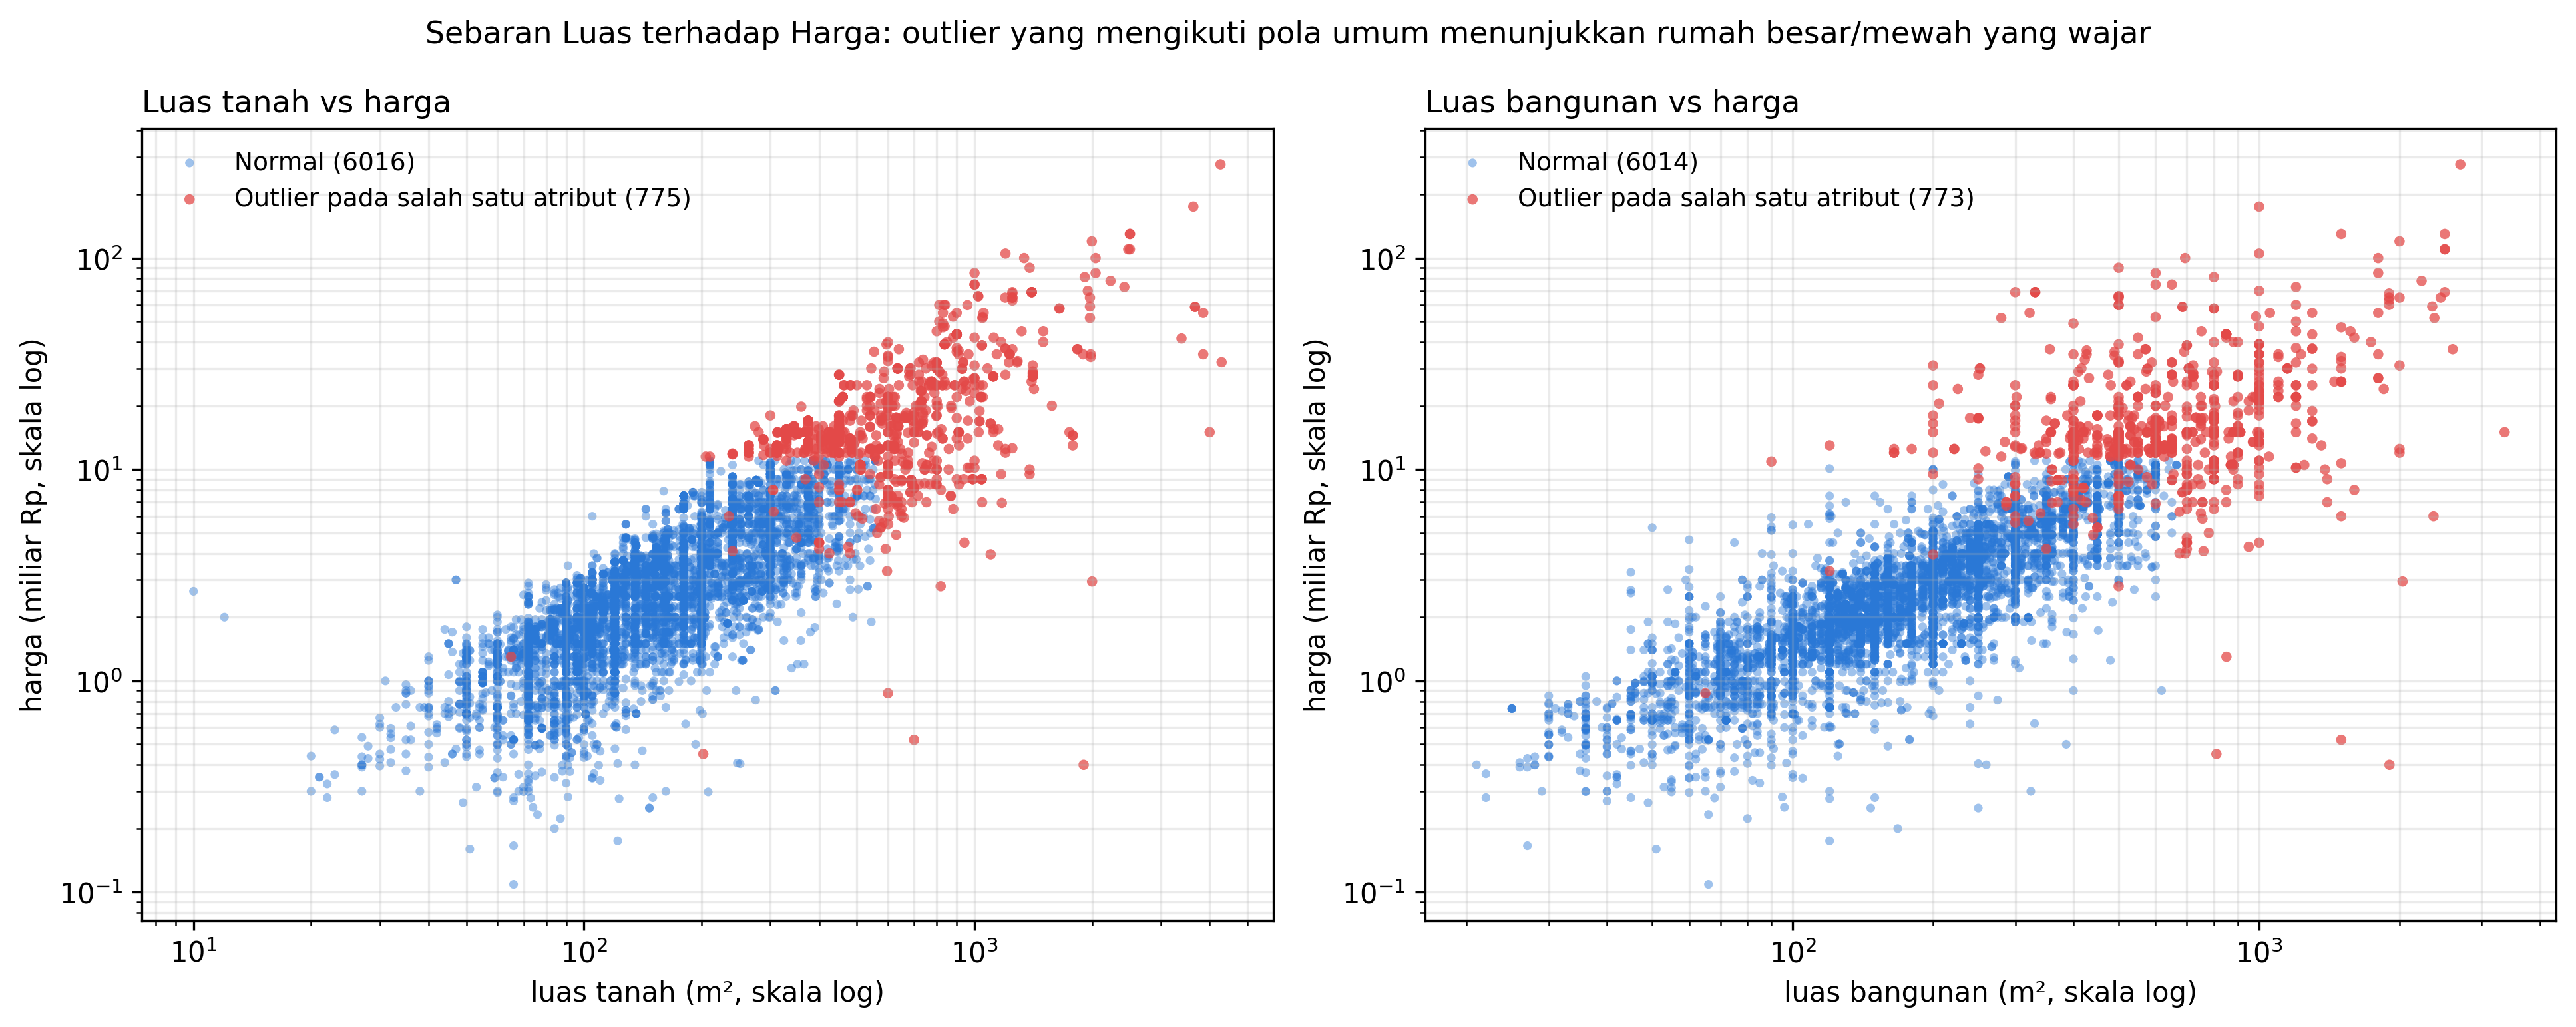 Sebaran Luas terhadap Harga: outlier yang mengikuti pola umum menunjukkan rumah besar/mewah yang wajar
Luas tanah vs harga
Normal (6016)
Outlier pada salah satu atribut (775)
harga (miliar Rp, skala log)
10²
10¹
10⁰
10⁻¹
10¹ 10² 10³
luas tanah (m², skala log)
Luas bangunan vs harga
Normal (6014)
Outlier pada salah satu atribut (773)
harga (miliar Rp, skala log)
10²
10¹
10⁰
10⁻¹
10² 10³
luas bangunan (m², skala log)